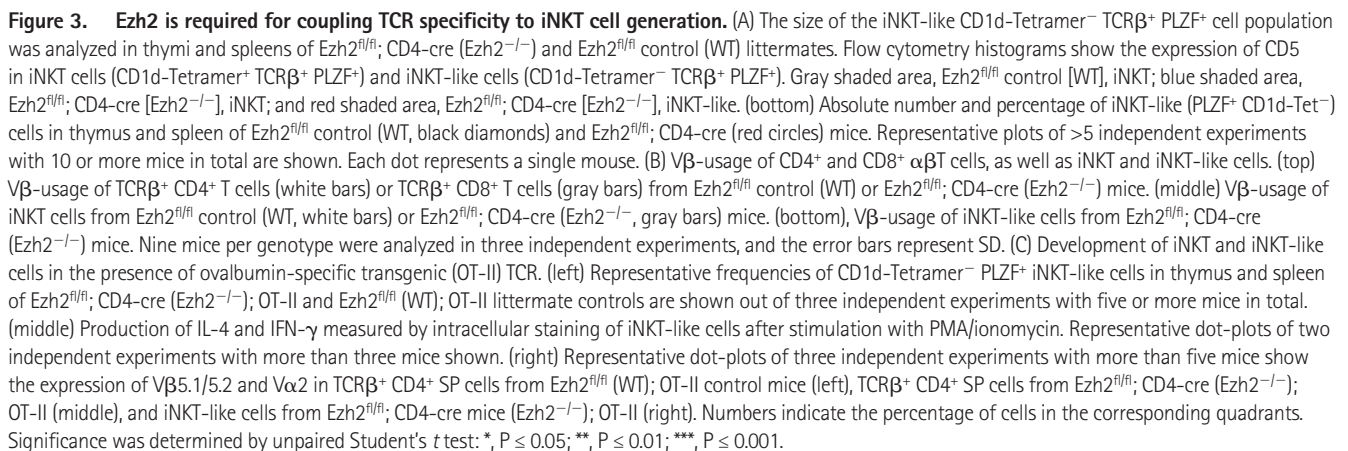 Figure 3. Ezh2 is required for coupling TCR specificity to iNKT cell generation. (A) The size of the iNKT-like CD1d-Tetramer⁻ TCRβ⁺ PLZF⁺ cell population
was analyzed in thymi and spleens of Ezh2ᶠˡ/ᶠˡ; CD4-cre (Ezh2⁻/⁻) and Ezh2ᶠˡ/ᶠˡ control (WT) littermates. Flow cytometry histograms show the expression of CD5
in iNKT cells (CD1d-Tetramer⁺ TCRβ⁺ PLZF⁺) and iNKT-like cells (CD1d-Tetramer⁻ TCRβ⁺ PLZF⁺). Gray shaded area, Ezh2ᶠˡ/ᶠˡ control [WT], iNKT; blue shaded area,
Ezh2ᶠˡ/ᶠˡ; CD4-cre [Ezh2⁻/⁻], iNKT; and red shaded area, Ezh2ᶠˡ/ᶠˡ; CD4-cre [Ezh2⁻/⁻], iNKT-like. (bottom) Absolute number and percentage of iNKT-like (PLZF⁺ CD1d-Tet⁻)
cells in thymus and spleen of Ezh2ᶠˡ/ᶠˡ control (WT, black diamonds) and Ezh2ᶠˡ/ᶠˡ; CD4-cre (red circles) mice. Representative plots of >5 independent experiments
with 10 or more mice in total are shown. Each dot represents a single mouse. (B) Vβ-usage of CD4⁺ and CD8⁺ αβT cells, as well as iNKT and iNKT-like cells. (top)
Vβ-usage of TCRβ⁺ CD4⁺ T cells (white bars) or TCRβ⁺ CD8⁺ T cells (gray bars) from Ezh2ᶠˡ/ᶠˡ control (WT) or Ezh2ᶠˡ/ᶠˡ; CD4-cre (Ezh2⁻/⁻) mice. (middle) Vβ-usage of
iNKT cells from Ezh2ᶠˡ/ᶠˡ control (WT, white bars) or Ezh2ᶠˡ/ᶠˡ; CD4-cre (Ezh2⁻/⁻, gray bars) mice. (bottom), Vβ-usage of iNKT-like cells from Ezh2ᶠˡ/ᶠˡ; CD4-cre
(Ezh2⁻/⁻) mice. Nine mice per genotype were analyzed in three independent experiments, and the error bars represent SD. (C) Development of iNKT and iNKT-like
cells in the presence of ovalbumin-specific transgenic (OT-II) TCR. (left) Representative frequencies of CD1d-Tetramer⁻ PLZF⁺ iNKT-like cells in thymus and spleen
of Ezh2ᶠˡ/ᶠˡ; CD4-cre (Ezh2⁻/⁻); OT-II and Ezh2ᶠˡ/ᶠˡ (WT); OT-II littermate controls are shown out of three independent experiments with five or more mice in total.
(middle) Production of IL-4 and IFN-γ measured by intracellular staining of iNKT-like cells after stimulation with PMA/ionomycin. Representative dot-plots of two
independent experiments with more than three mice shown. (right) Representative dot-plots of three independent experiments with more than five mice show
the expression of Vβ5.1/5.2 and Vα2 in TCRβ⁺ CD4⁺ SP cells from Ezh2ᶠˡ/ᶠˡ (WT); OT-II control mice (left), TCRβ⁺ CD4⁺ SP cells from Ezh2ᶠˡ/ᶠˡ; CD4-cre (Ezh2⁻/⁻);
OT-II (middle), and iNKT-like cells from Ezh2ᶠˡ/ᶠˡ; CD4-cre mice (Ezh2⁻/⁻); OT-II (right). Numbers indicate the percentage of cells in the corresponding quadrants.
Significance was determined by unpaired Student's t test: *, P ≤ 0.05; **, P ≤ 0.01; ***, P ≤ 0.001.